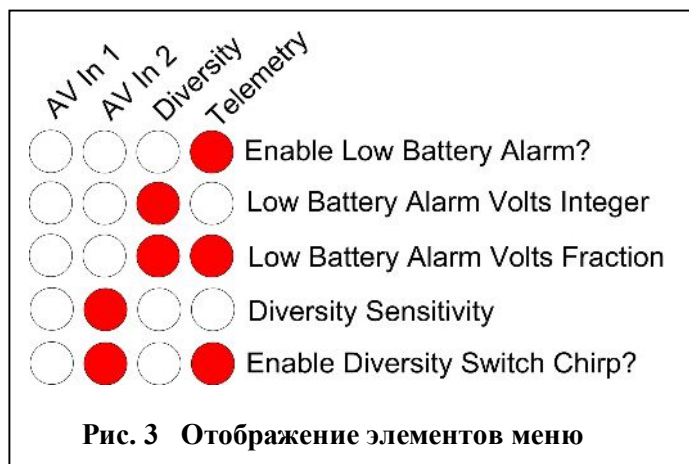 AV In 1
AV In 2
Diversity
Telemetry
Enable Low Battery Alarm?
Low Battery Alarm Volts Integer
Low Battery Alarm Volts Fraction
Diversity Sensitivity
Enable Diversity Switch Chirp?
Рис. 3 Отображение элементов меню